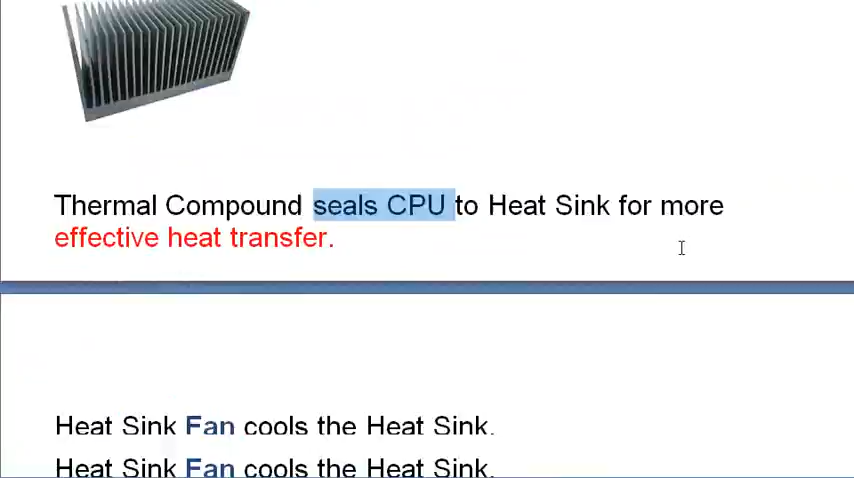 Thermal Compound seals CPU to Heat Sink for more
effective heat transfer.
Heat Sink Fan cools the Heat Sink.
Heat Sink Fan cools the Heat Sink.